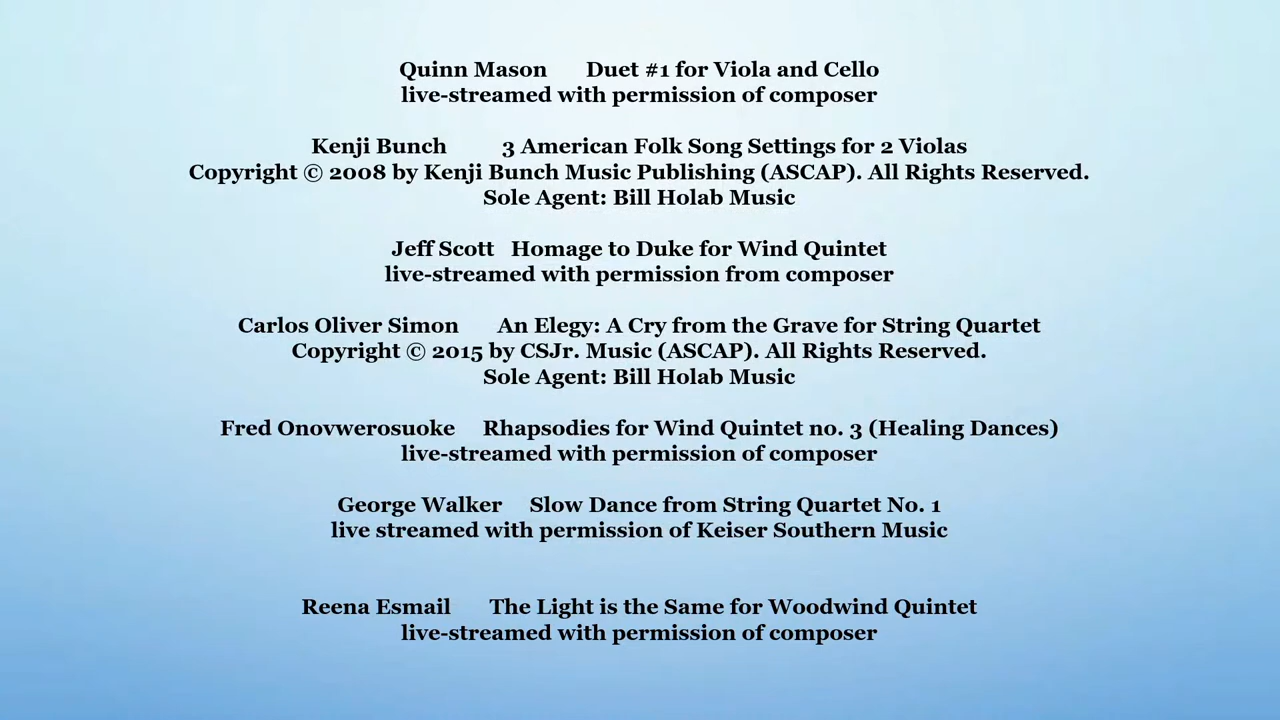 Quinn Mason Duet #1 for Viola and Cello
live-streamed with permission of composer
Kenji Bunch 3 American Folk Song Settings for 2 Violas
Copyright © 2008 by Kenji Bunch Music Publishing (ASCAP). All Rights Reserved.
Sole Agent: Bill Holab Music
Jeff Scott Homage to Duke for Wind Quintet
live-streamed with permission from composer
Carlos Oliver Simon An Elegy: A Cry from the Grave for String Quartet
Copyright © 2015 by CSJr. Music (ASCAP). All Rights Reserved.
Sole Agent: Bill Holab Music
Fred Onovwerosuoke Rhapsodies for Wind Quintet no. 3 (Healing Dances)
live-streamed with permission of composer
George Walker Slow Dance from String Quartet No. 1
live streamed with permission of Keiser Southern Music
Reena Esmail The Light is the Same for Woodwind Quintet
live-streamed with permission of composer